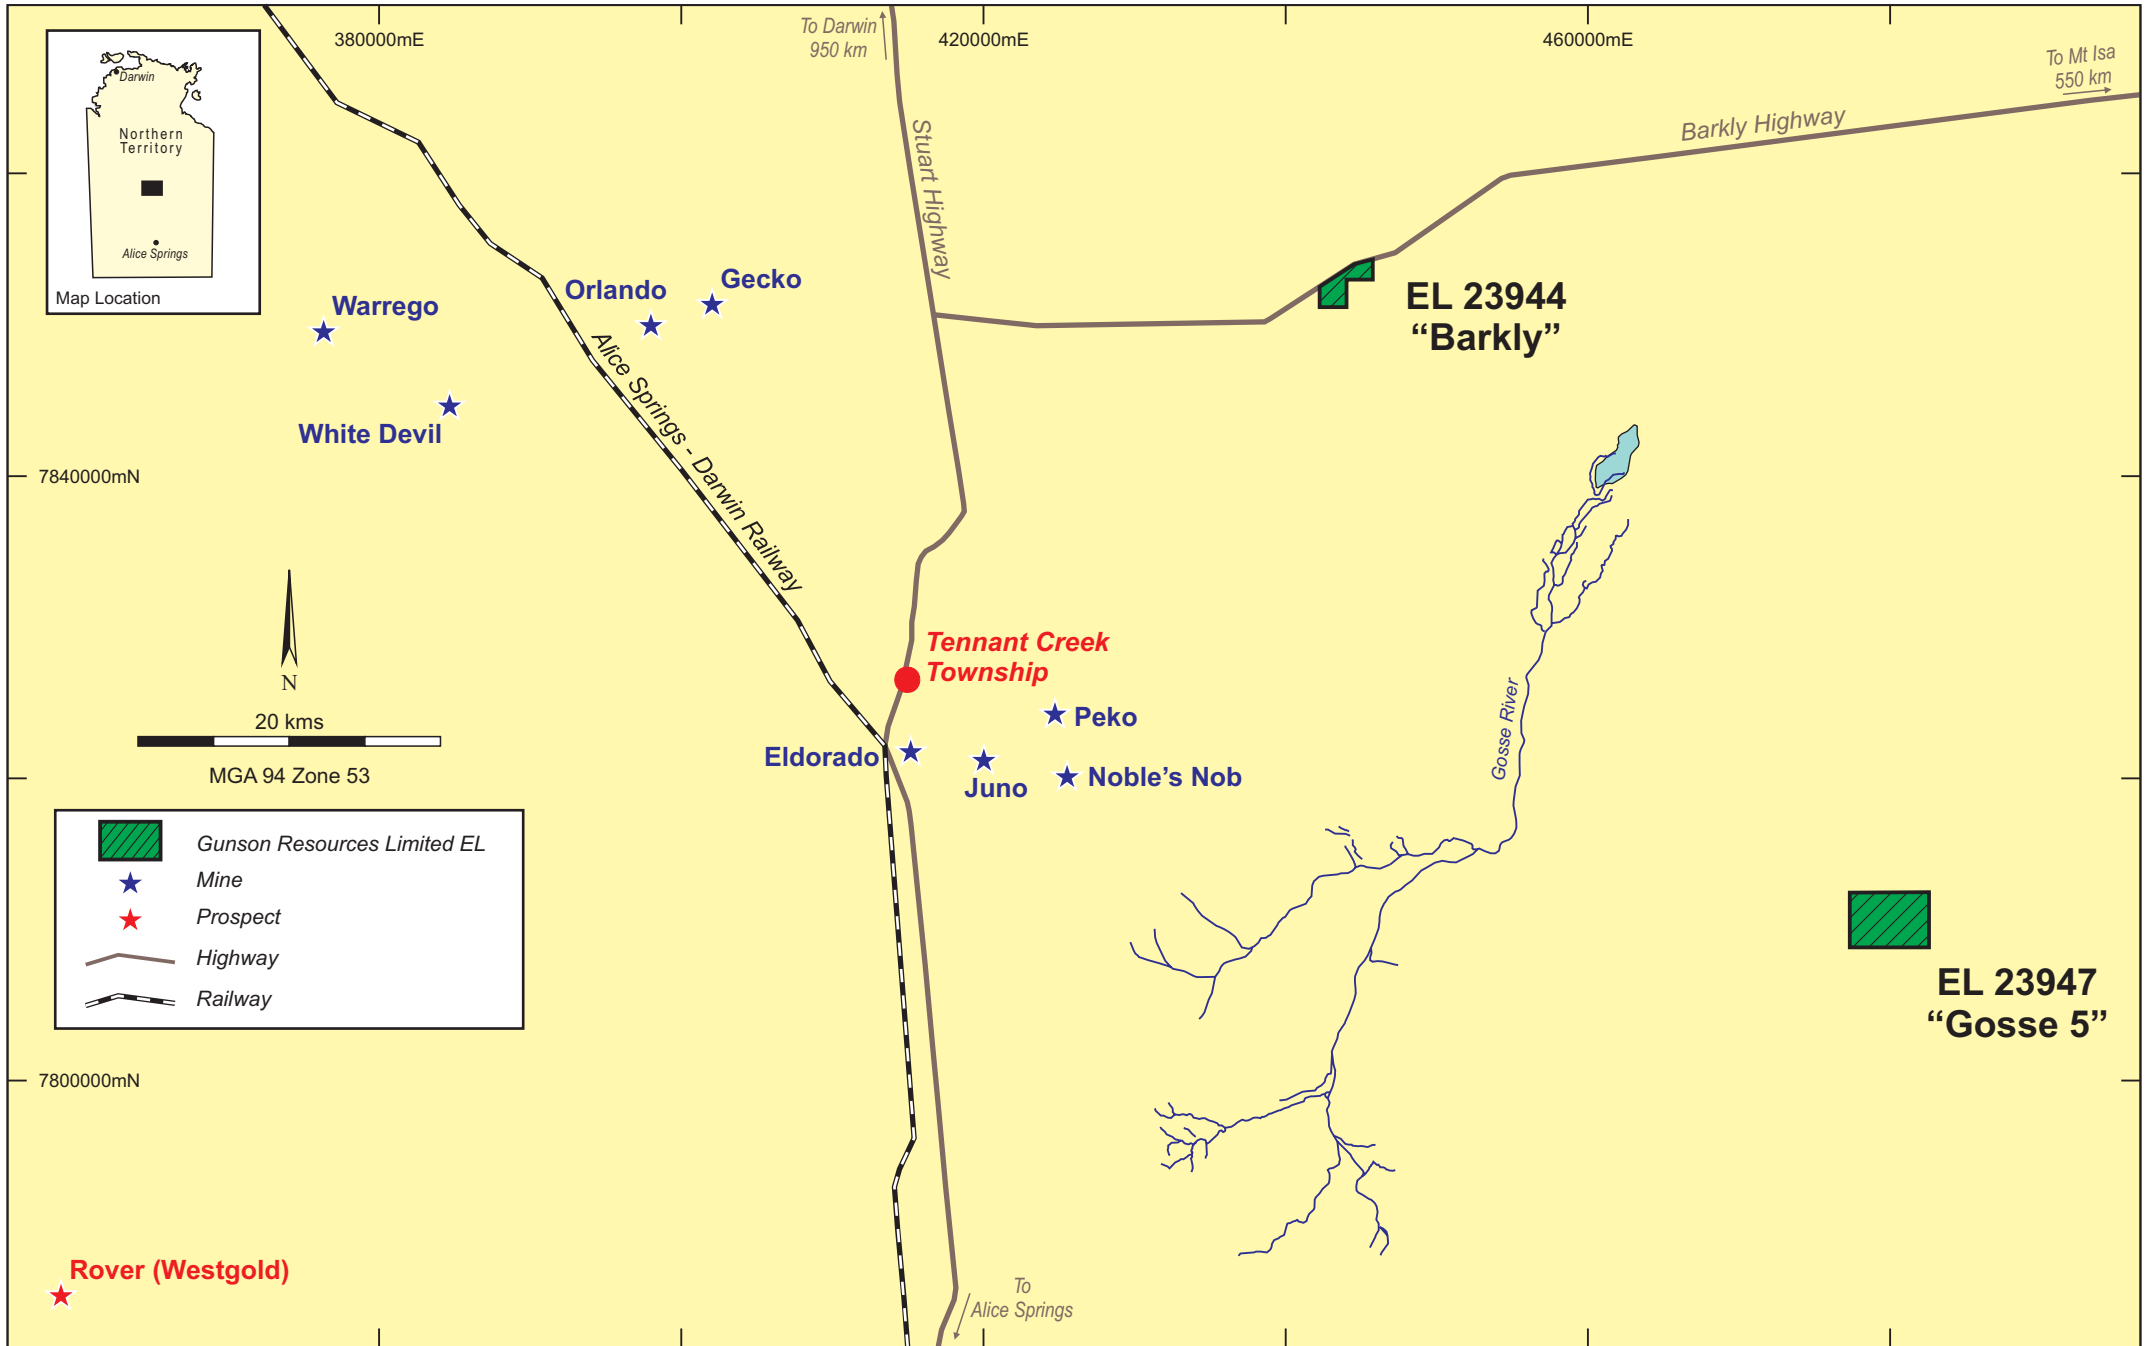 380000mE
To Darwin
950 km
420000mE
460000mE
To Mt Isa
550 km
Darwin
Northern
Territory
Alice Springs
Map Location
Stuart Highway
Barkly Highway
Warrego
Orlando
Gecko
White Devil
EL 23944
“Barkly”
Alice Springs - Darwin Railway
7840000mN
N
20 kms
MGA 94 Zone 53
Tennant Creek
Township
Peko
Eldorado
Juno
Noble’s Nob
Gosse River
Gunson Resources Limited EL
Mine
Prospect
Highway
Railway
EL 23947
“Gosse 5”
7800000mN
Rover (Westgold)
To
Alice Springs